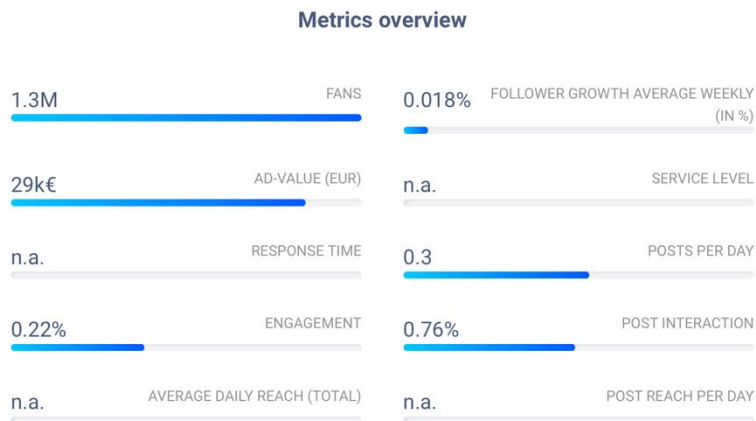 Metrics overview
1.3M FANS
0.018% FOLLOWER GROWTH AVERAGE WEEKLY
(IN %)
29k€ AD-VALUE (EUR)
n.a. SERVICE LEVEL
n.a. RESPONSE TIME
0.3 POSTS PER DAY
0.22% ENGAGEMENT
0.76% POST INTERACTION
n.a. AVERAGE DAILY REACH (TOTAL)
n.a. POST REACH PER DAY